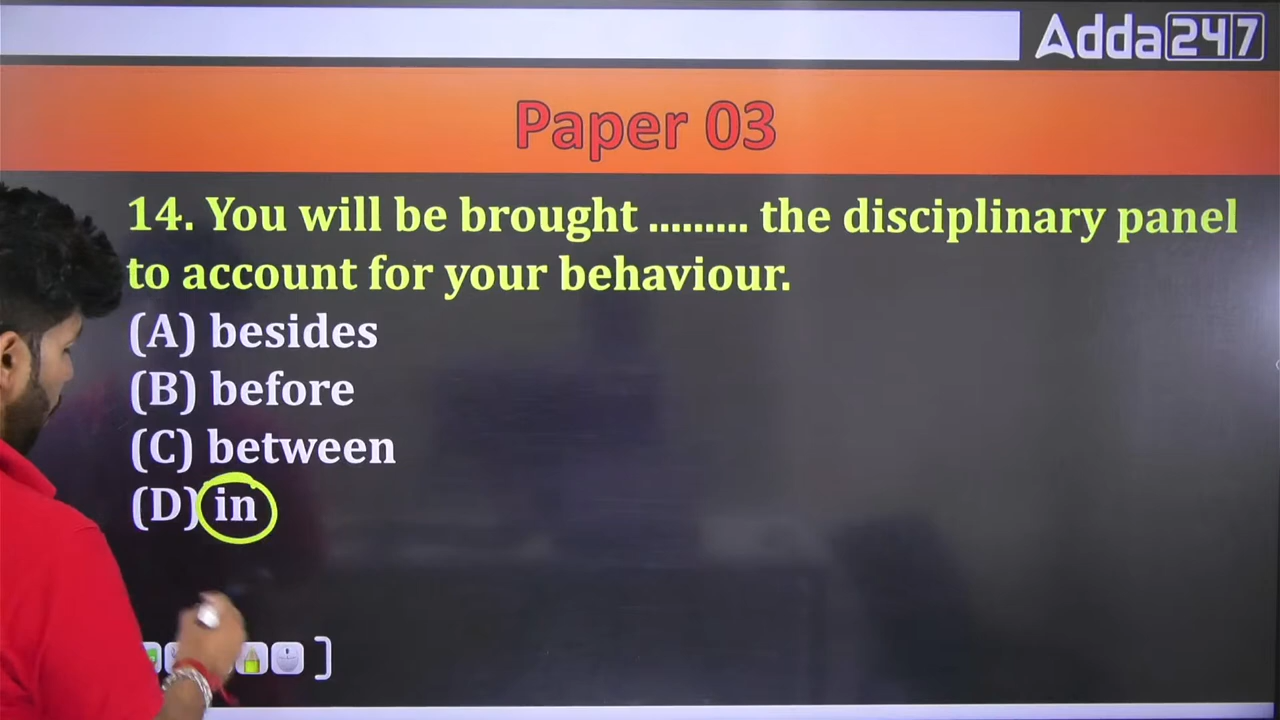 Adda247
Paper 03
14. You will be brought ......... the disciplinary panel
to account for your behaviour.
(A) besides
(B) before
(C) between
(D) in
]